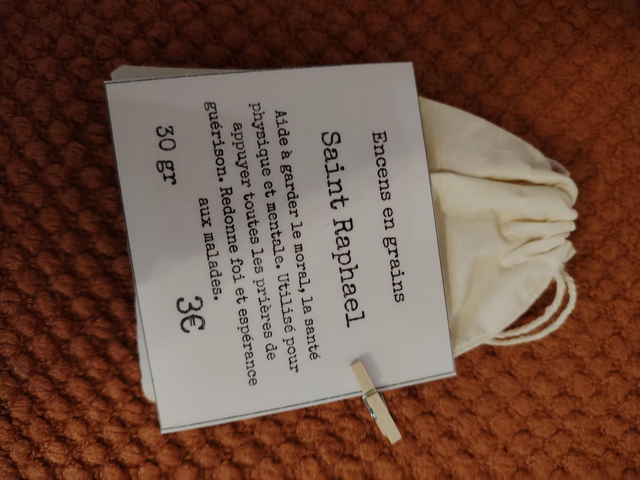 Encens en grains
Saint Raphael
Aide à garder le moral, la santé
physique et mentale. Utilisé pour
appuyer toutes les prières de
guérison. Redonne foi et espérance
aux malades.
30 gr
3€